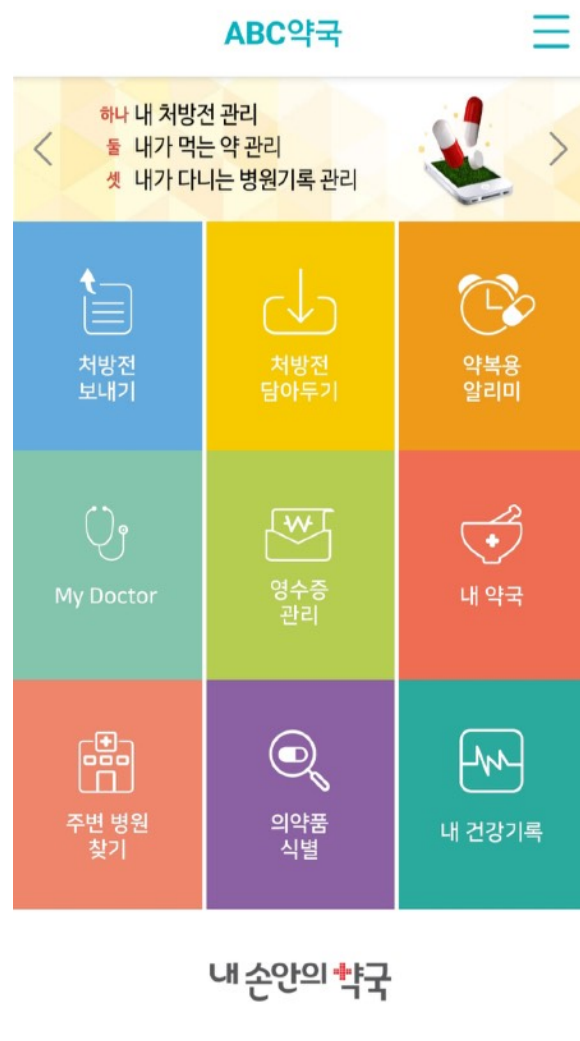 ABC약국
하나 내 처방전 관리
둘 내가 먹는 약 관리
셋 내가 다니는 병원기록 관리
처방전
보내기
처방전
담아두기
약복용
알리미
My Doctor
영수증
관리
내 약국
주변 병원
찾기
의약품
식별
내 건강기록
내 손안의 약국